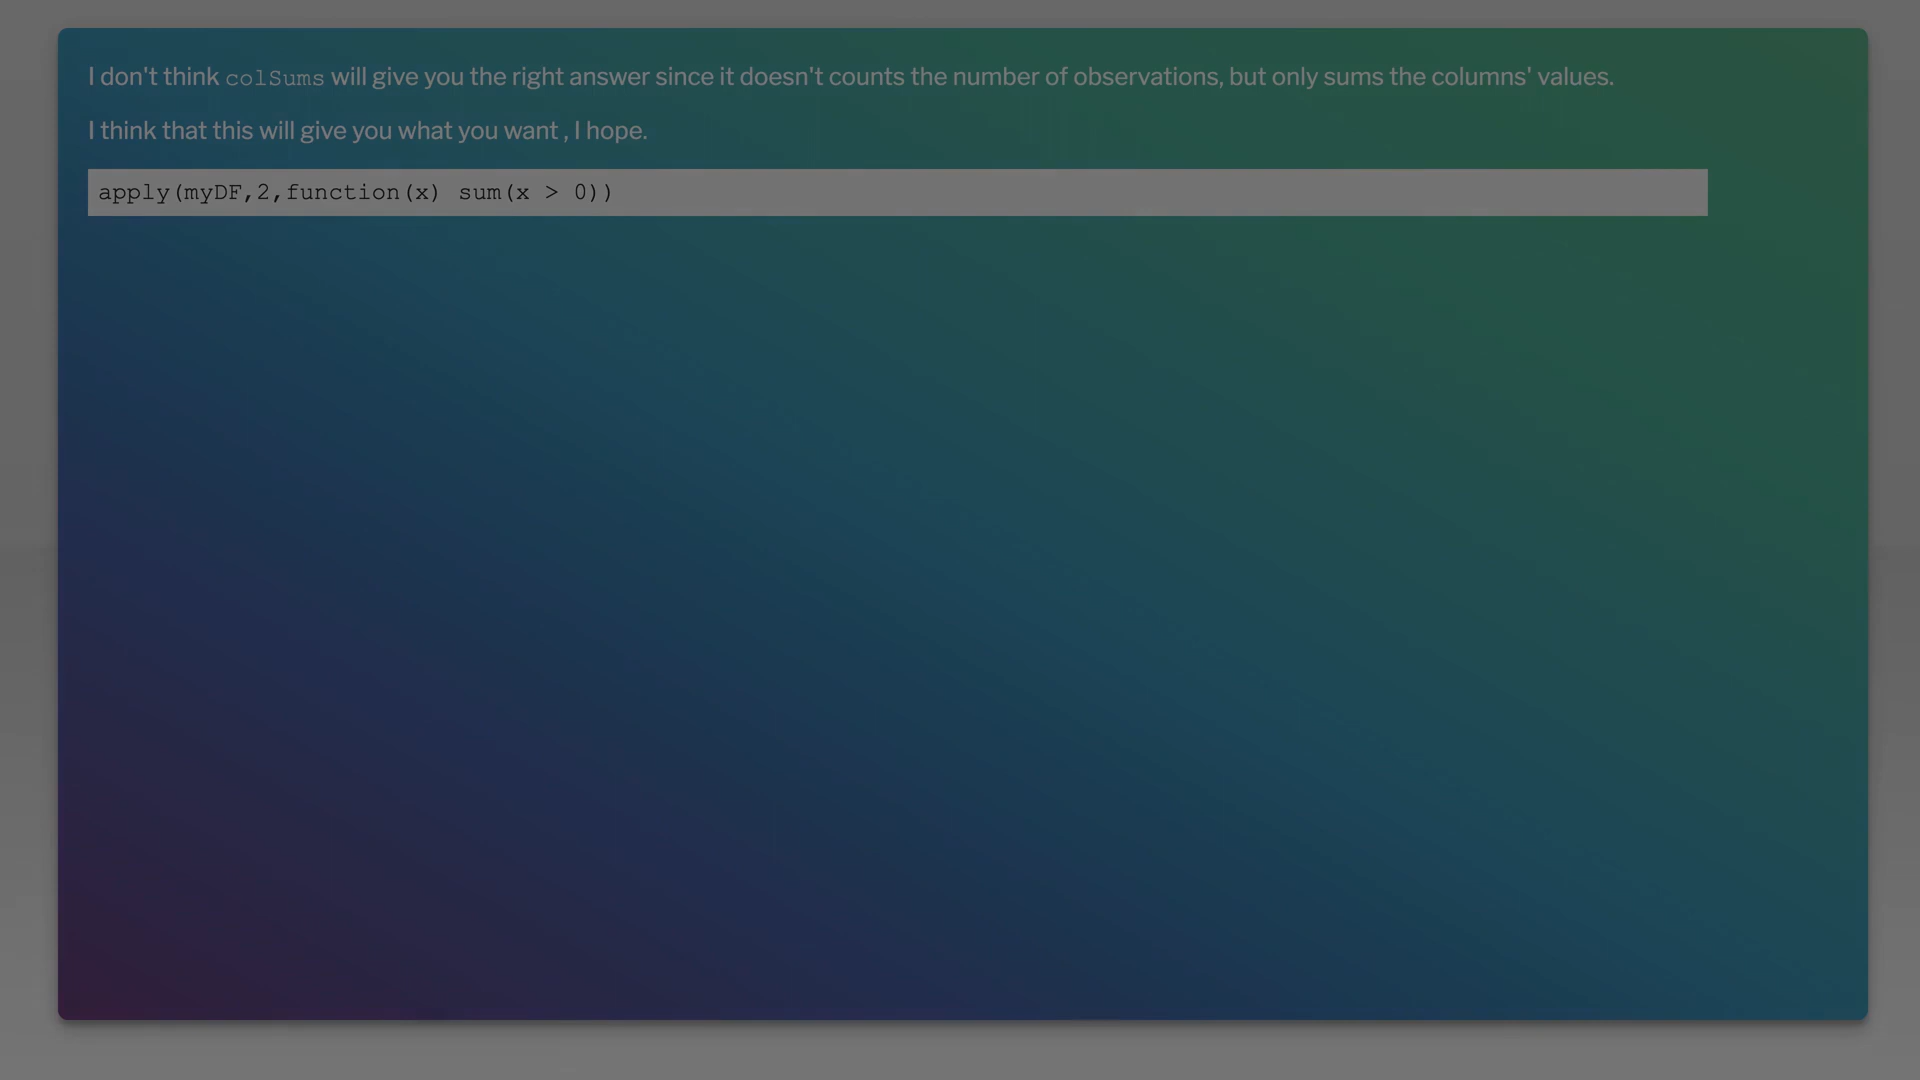 I don't think colSums will give you the right answer since it doesn't counts the number of observations, but only sums the columns' values.
I think that this will give you what you want , I hope.
apply(myDF,2,function(x) sum(x > 0))